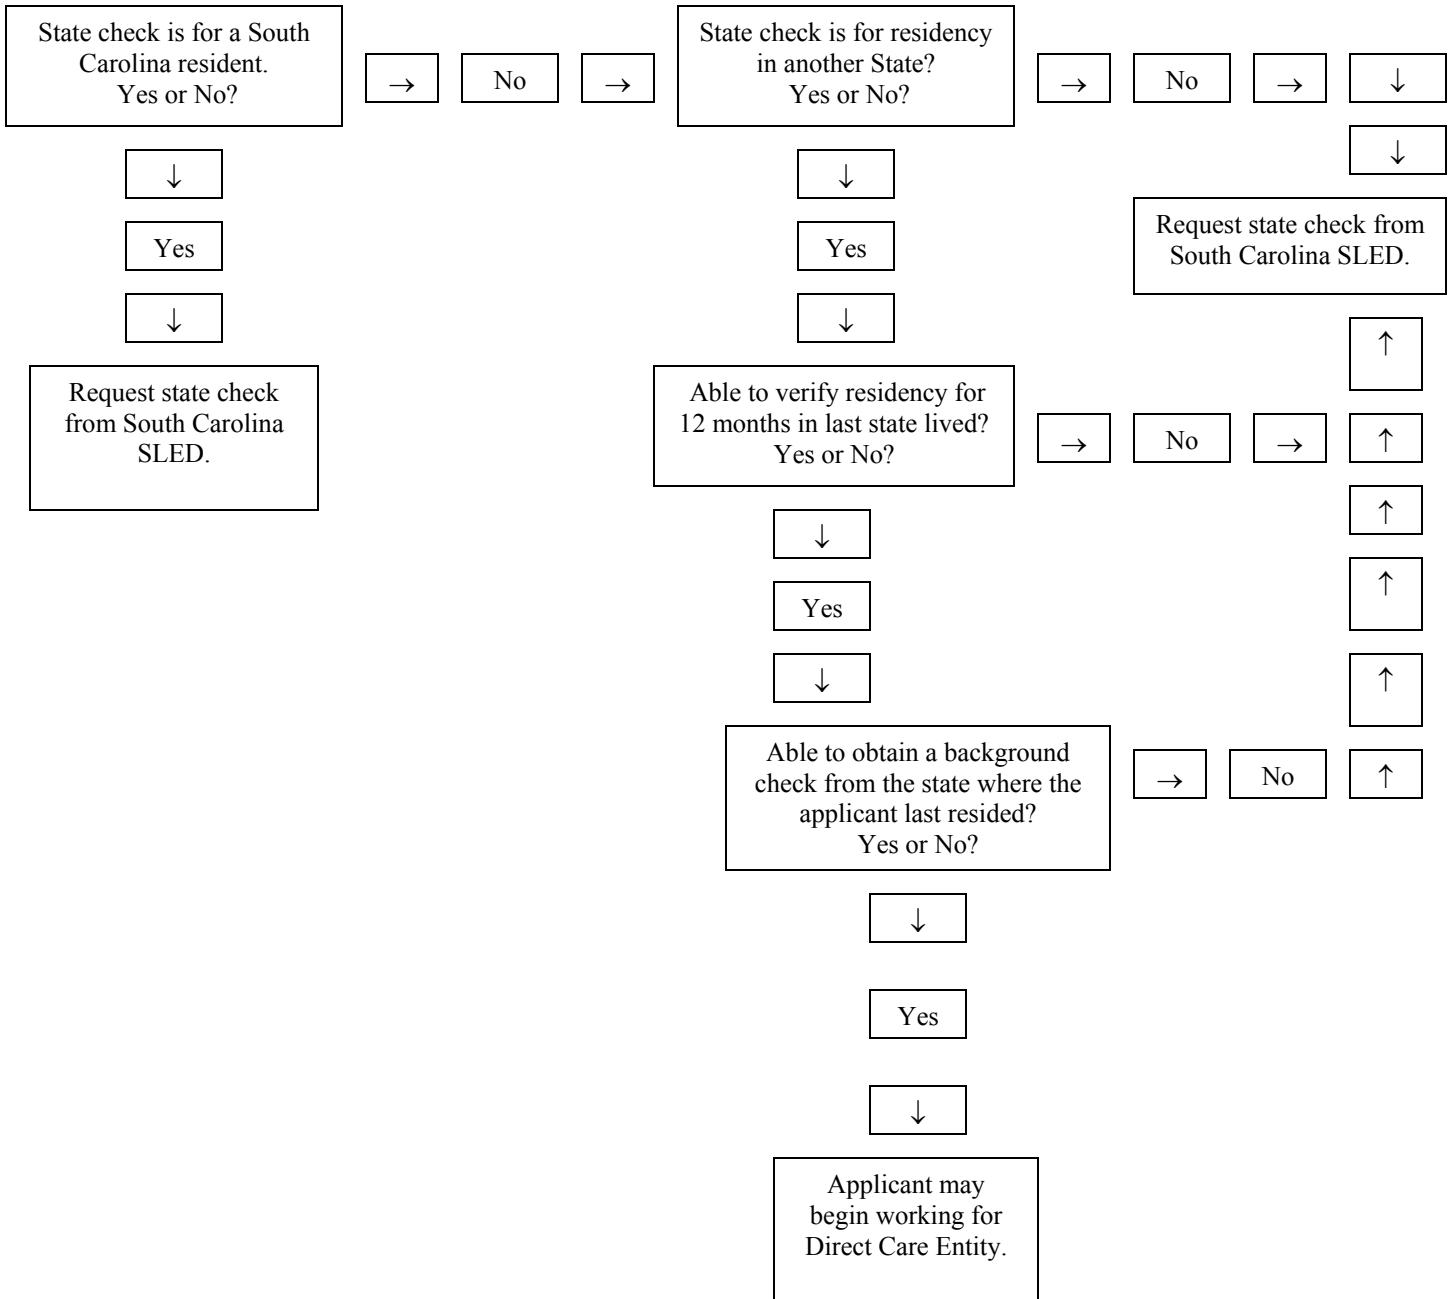 State check is for a South
Carolina resident.
Yes or No?
→
No
→
State check is for residency
in another State?
Yes or No?
→
No
→
↓
↓
↓
↓
Request state check from
South Carolina SLED.
Yes
Yes
↓
↓
↑
Request state check
from South Carolina
SLED.
Able to verify residency for
12 months in last state lived?
Yes or No?
→
No
→
↑
↑
↓
Yes
↑
↓
↑
Able to obtain a background
check from the state where the
applicant last resided?
Yes or No?
→
No
↑
↓
Yes
↓
Applicant may
begin working for
Direct Care Entity.